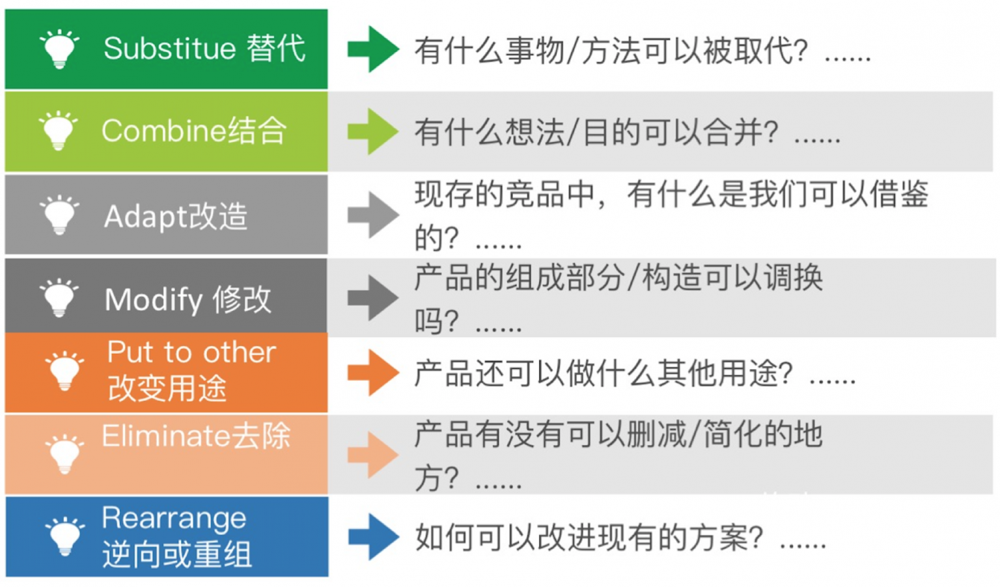 Substitue 替代
有什么事物/方法可以被取代？......
Combine结合
有什么想法/目的可以合并？......
Adapt改造
现存的竞品中，有什么是我们可以借鉴
的？......
Modify 修改
产品的组成部分/构造可以调换
吗？......
Put to other
改变用途
产品还可以做什么其他用途？......
Eliminate去除
产品有没有可以删减/简化的地
方？......
Rearrange
逆向或重组
如何可以改进现有的方案？......